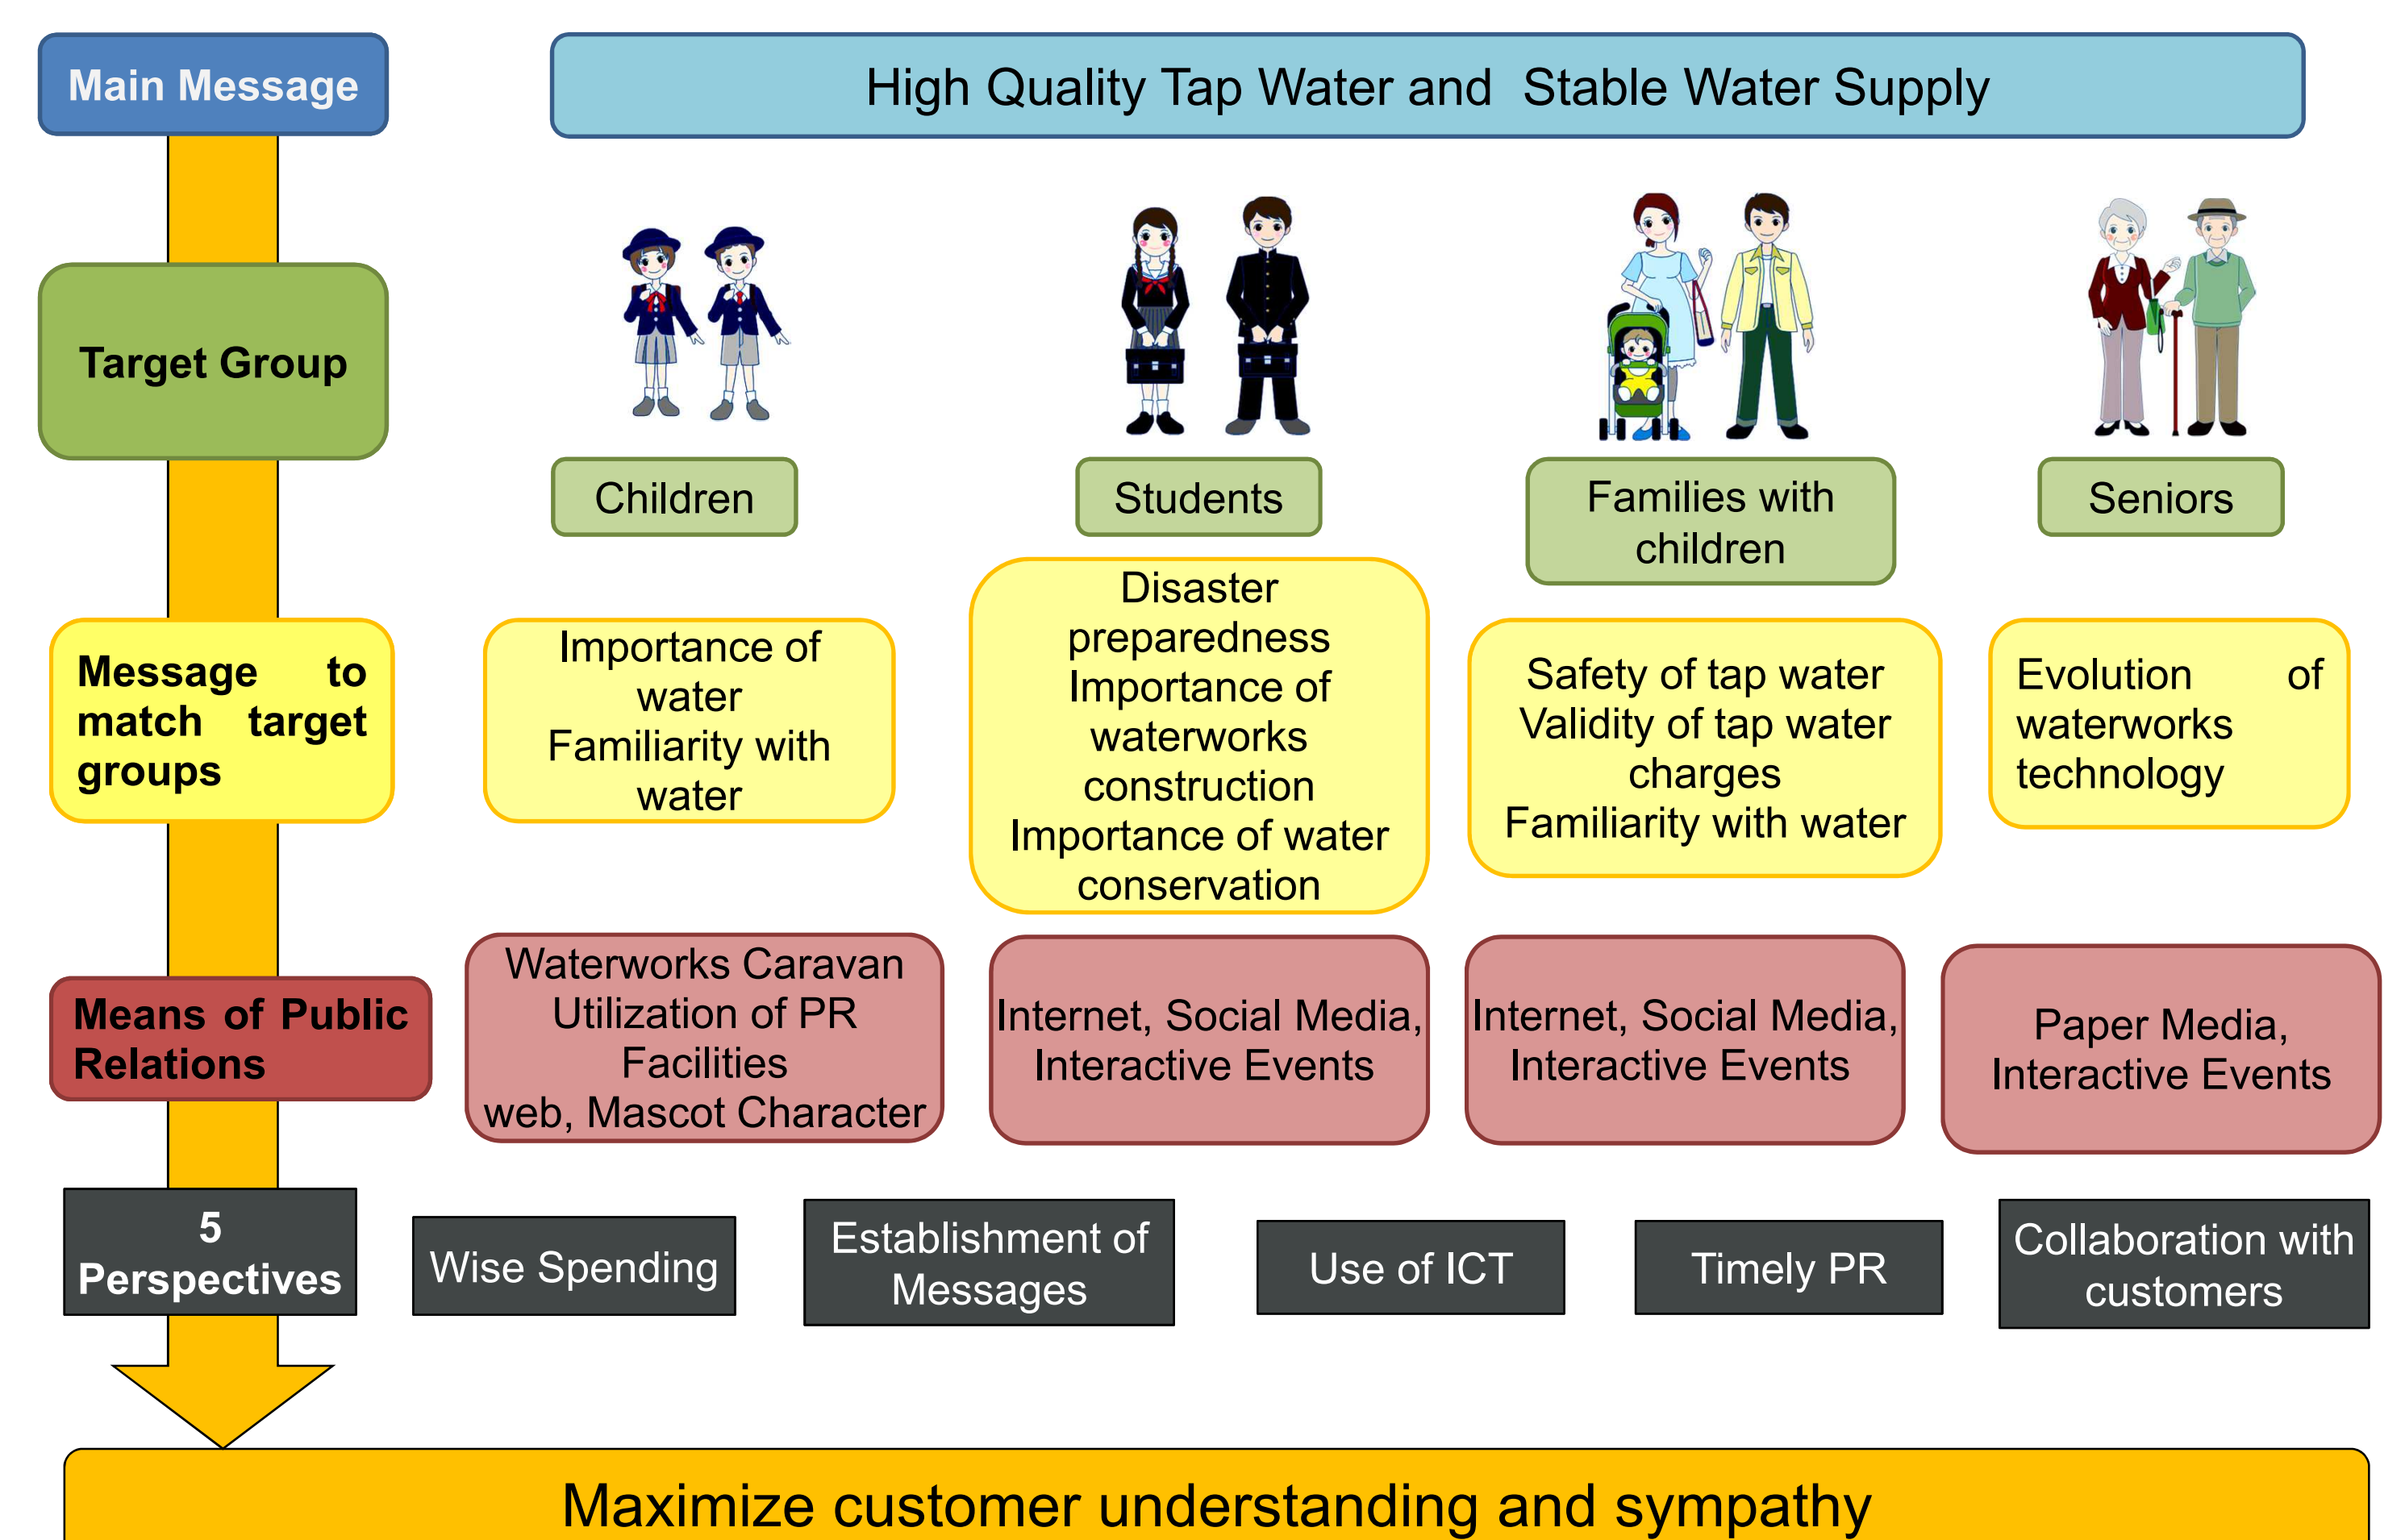 Main Message
High Quality Tap Water and Stable Water Supply
Target Group
Children
Students
Families with
children
Seniors
Message to
match target
groups
Importance of
water
Familiarity with
water
Disaster
preparedness
Importance of
waterworks
construction
Importance of water
conservation
Safety of tap water
Validity of tap water
charges
Familiarity with water
Evolution of
waterworks
technology
Means of Public
Relations
Waterworks Caravan
Utilization of PR
Facilities
web, Mascot Character
Internet, Social Media,
Interactive Events
Internet, Social Media,
Interactive Events
Paper Media,
Interactive Events
5
Perspectives
Wise Spending
Establishment of
Messages
Use of ICT
Timely PR
Collaboration with
customers
Maximize customer understanding and sympathy